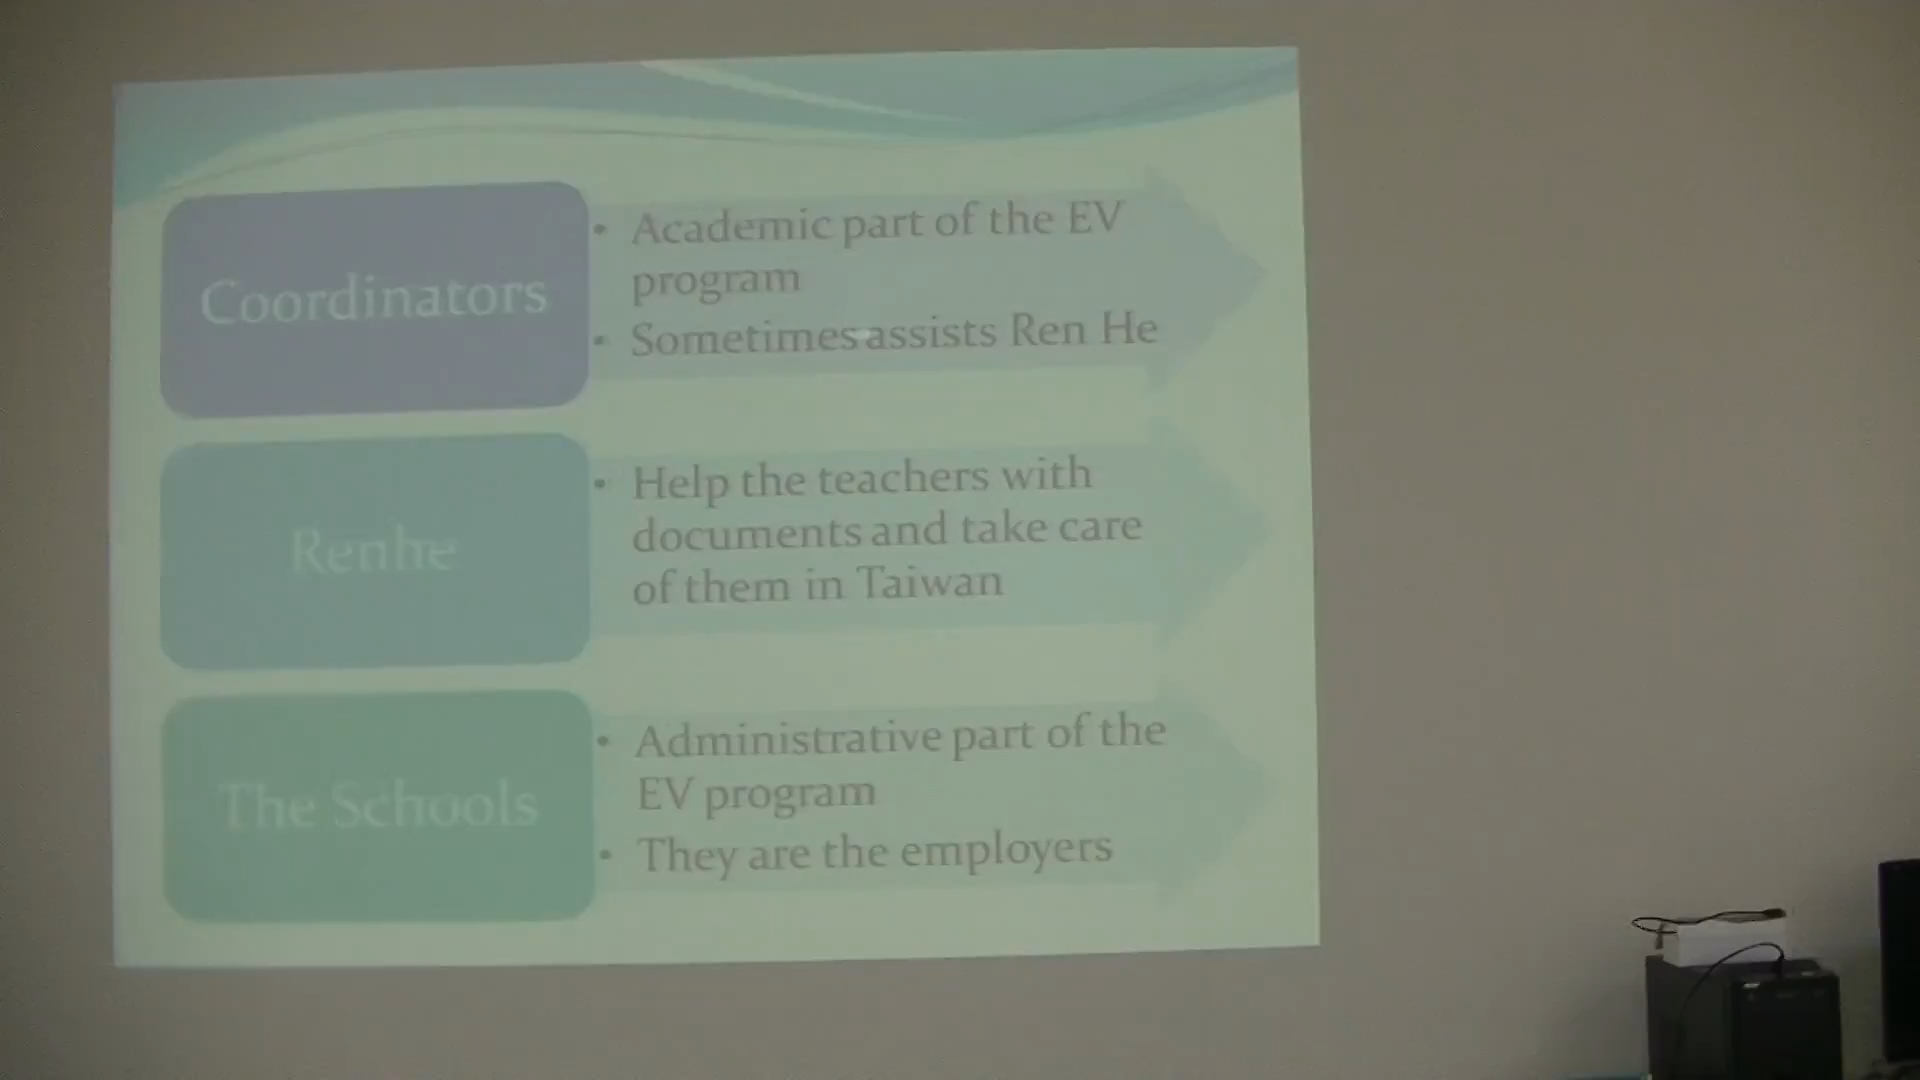 Coordinators
• Academic part of the EV
program
• Sometimes assists Ren He
Renhe
• Help the teachers with
documents and take care
of them in Taiwan
The Schools
• Administrative part of the
EV program
• They are the employers